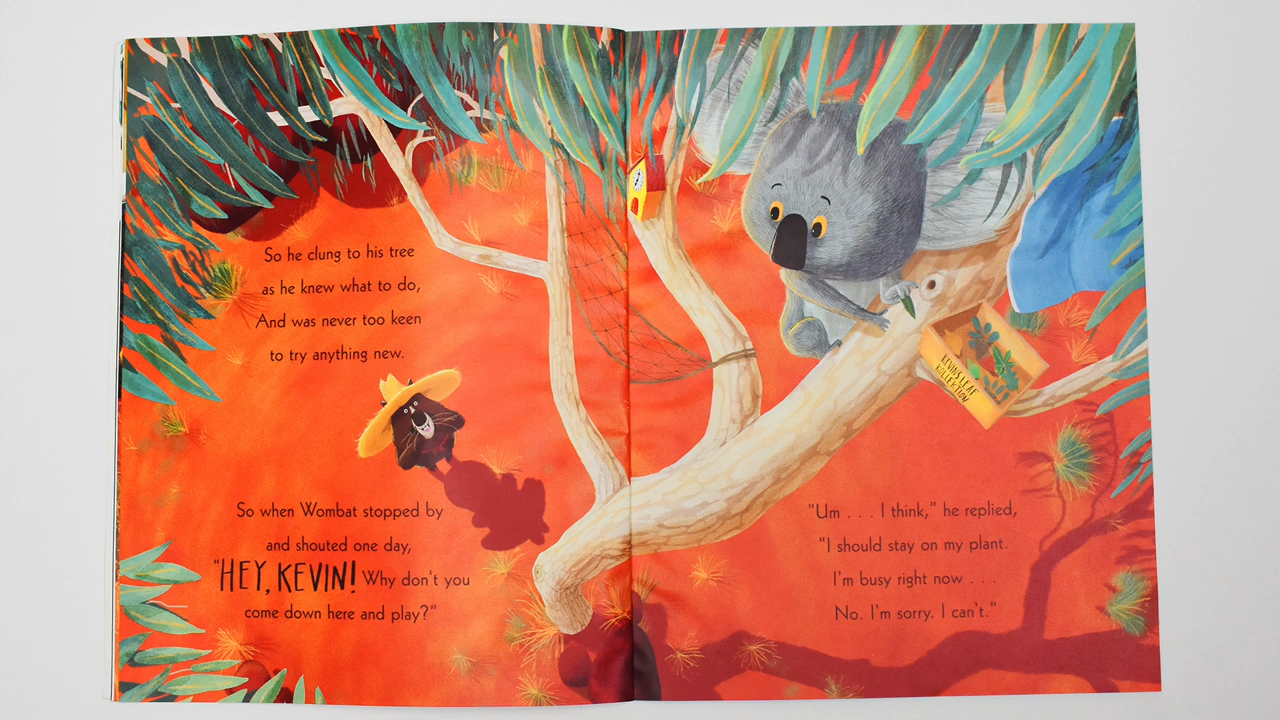 So he clung to his tree
as he knew what to do,
And was never too keen
to try anything new.
So when Wombat stopped by
and shouted one day,
"HEY, KEVIN! Why don't you
come down here and play?"
KEVIN'S LEAF
KOLLEKTION
"Um . . . I think," he replied,
"I should stay on my plant.
I'm busy right now . . .
No. I'm sorry. I can't."